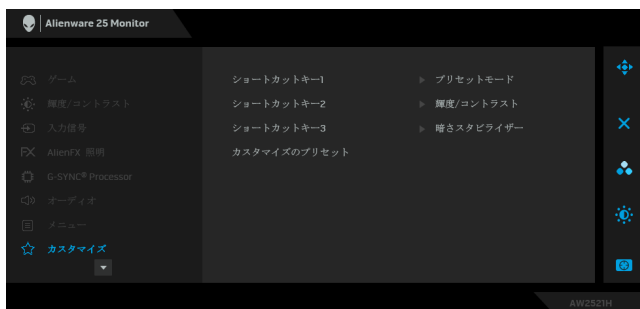 Alienware 25 Monitor
ゲーム
輝度/コントラスト
入力信号
AlienFX 照明
G-SYNC® Processor
オーディオ
メニュー
カスタマイズ
ショートカットキー1 プリセットモード
ショートカットキー2 輝度/コントラスト
ショートカットキー3 暗さスタビライザー
カスタマイズのプリセット
AW2521H